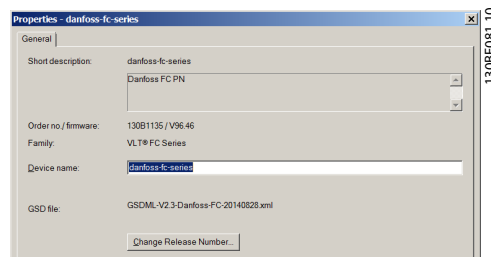 Properties - danfoss-fc-series
General
Short description: danfoss-fc-series
Danfoss FC PN
Order no./ firmware: 130B1135 / V96.46
Family: VLT® FC Series
Device name: danfoss-fc-series
GSD file: GSDML-V2.3-Danfoss-FC-20140828.xml
Change Release Number...
130BE081.10